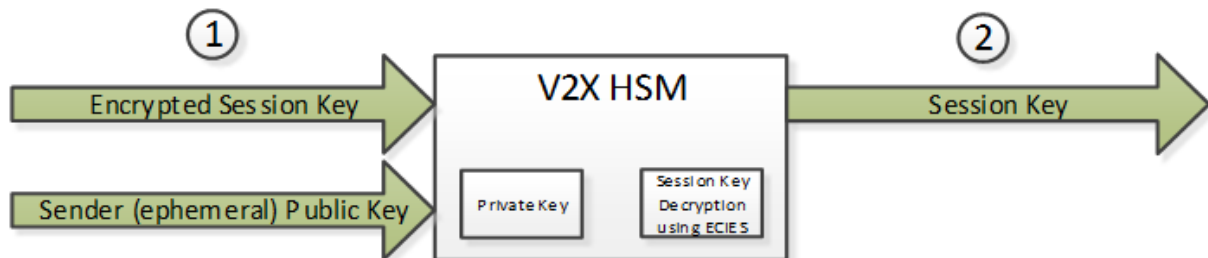 1
2
Encrypted Session Key
V2X HSM
Session Key
Sender (ephemeral) Public Key
Private Key
Session Key
Decryption
using ECIES